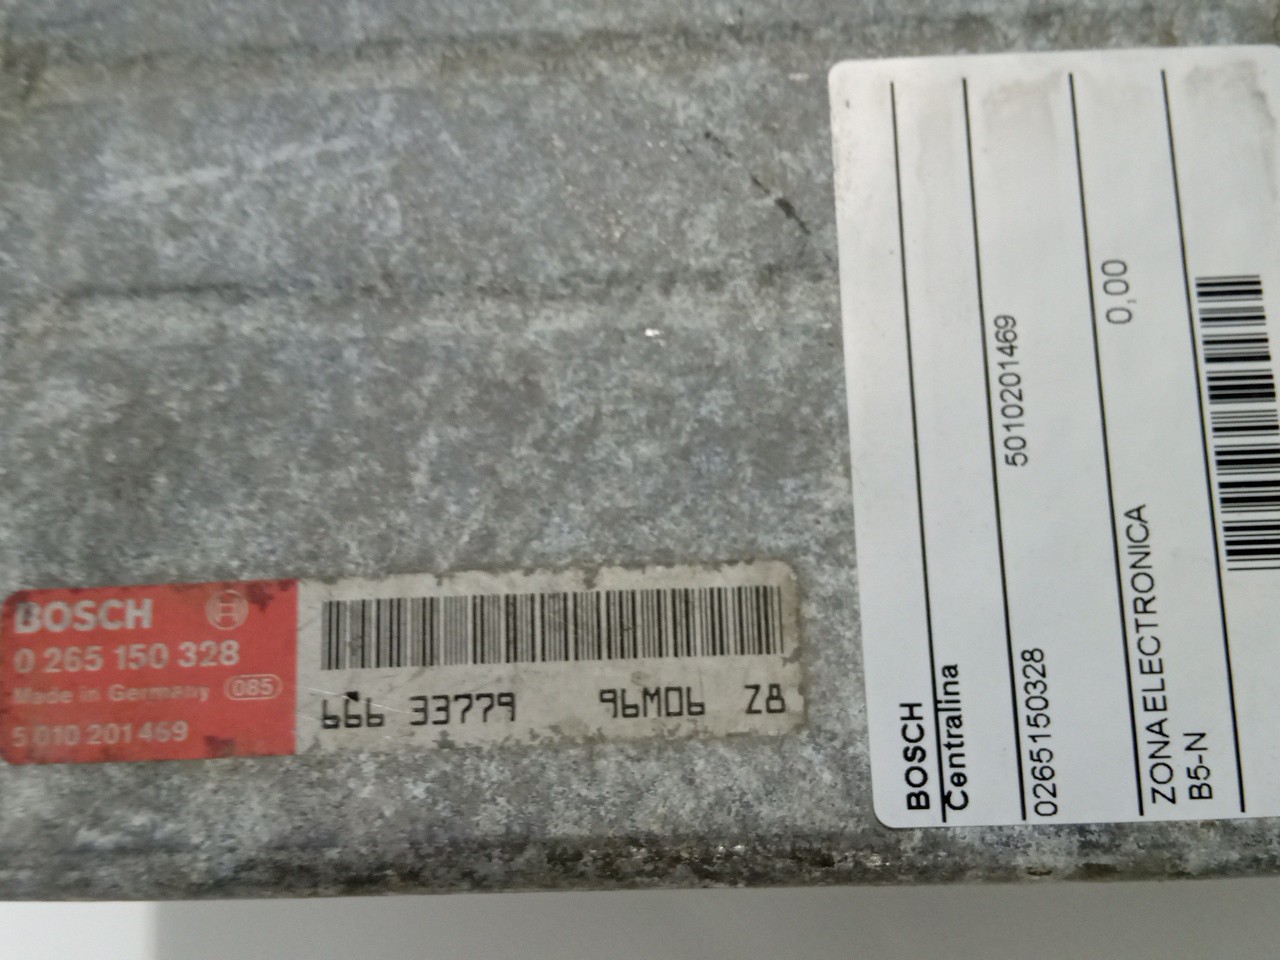 BOSCH
0 265 150 328
Made in Germany 085
5 010 201 469
666 33779 96M06 Z8
BOSCH
Centralina
0265150328 5010201469
ZONA ELECTRONICA 0,00
B5-N